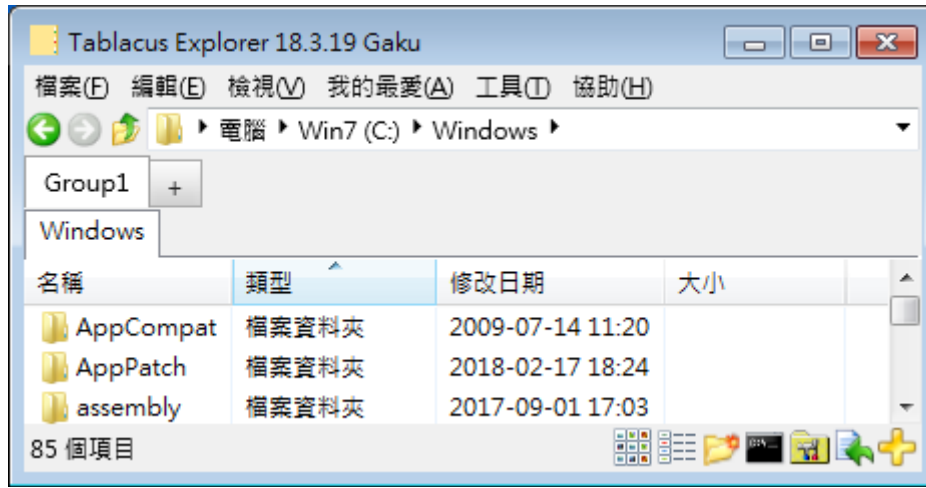 Tablacus Explorer 18.3.19 Gaku
檔案(F) 編輯(E) 檢視(V) 我的最愛(A) 工具(T) 協助(H)
電腦 Win7 (C:) Windows
Group1 +
Windows
名稱 類型 修改日期 大小
AppCompat 檔案資料夾 2009-07-14 11:20
AppPatch 檔案資料夾 2018-02-17 18:24
assembly 檔案資料夾 2017-09-01 17:03
85 個項目